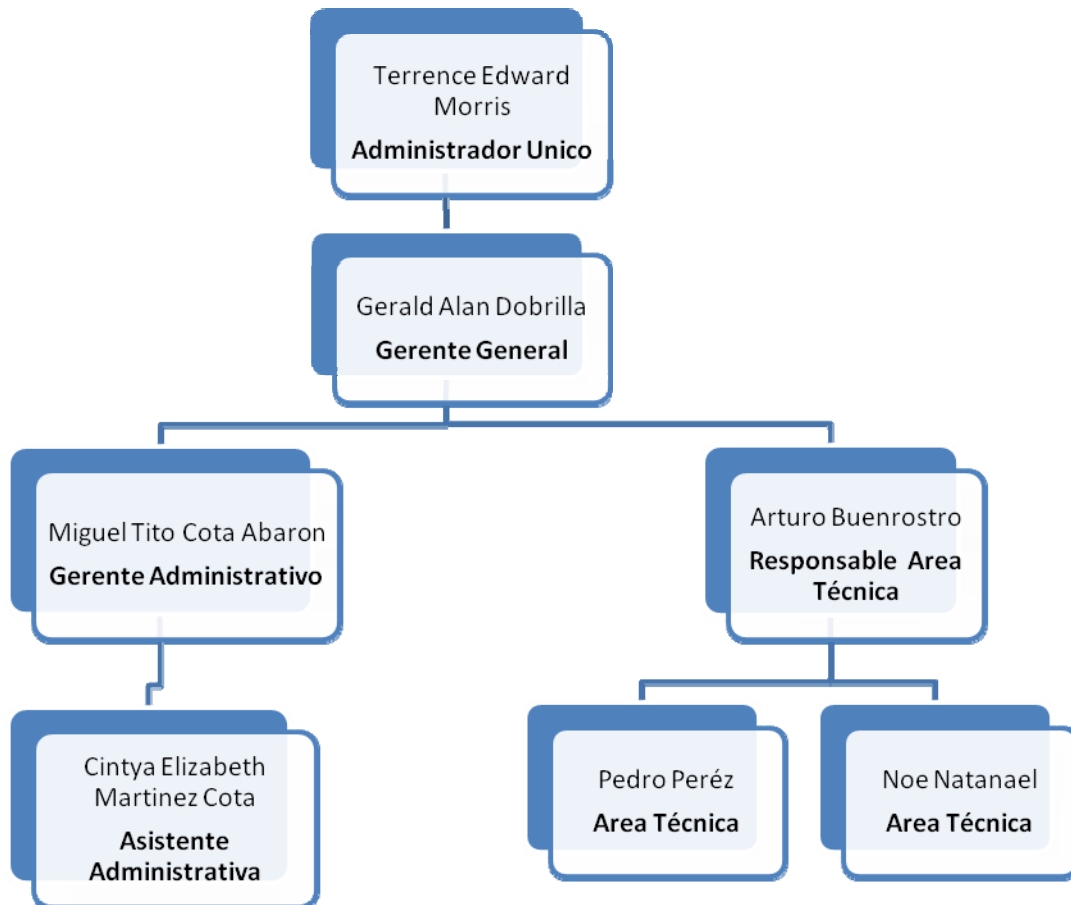 Terrence Edward
Morris
Administrador Unico
Gerald Alan Dobrilla
Gerente General
Miguel Tito Cota Abaron
Gerente Administrativo
Arturo Buenrostro
Responsable Area
Técnica
Cintya Elizabeth
Martinez Cota
Asistente
Administrativa
Pedro Peréz
Area Técnica
Noe Natanael
Area Técnica